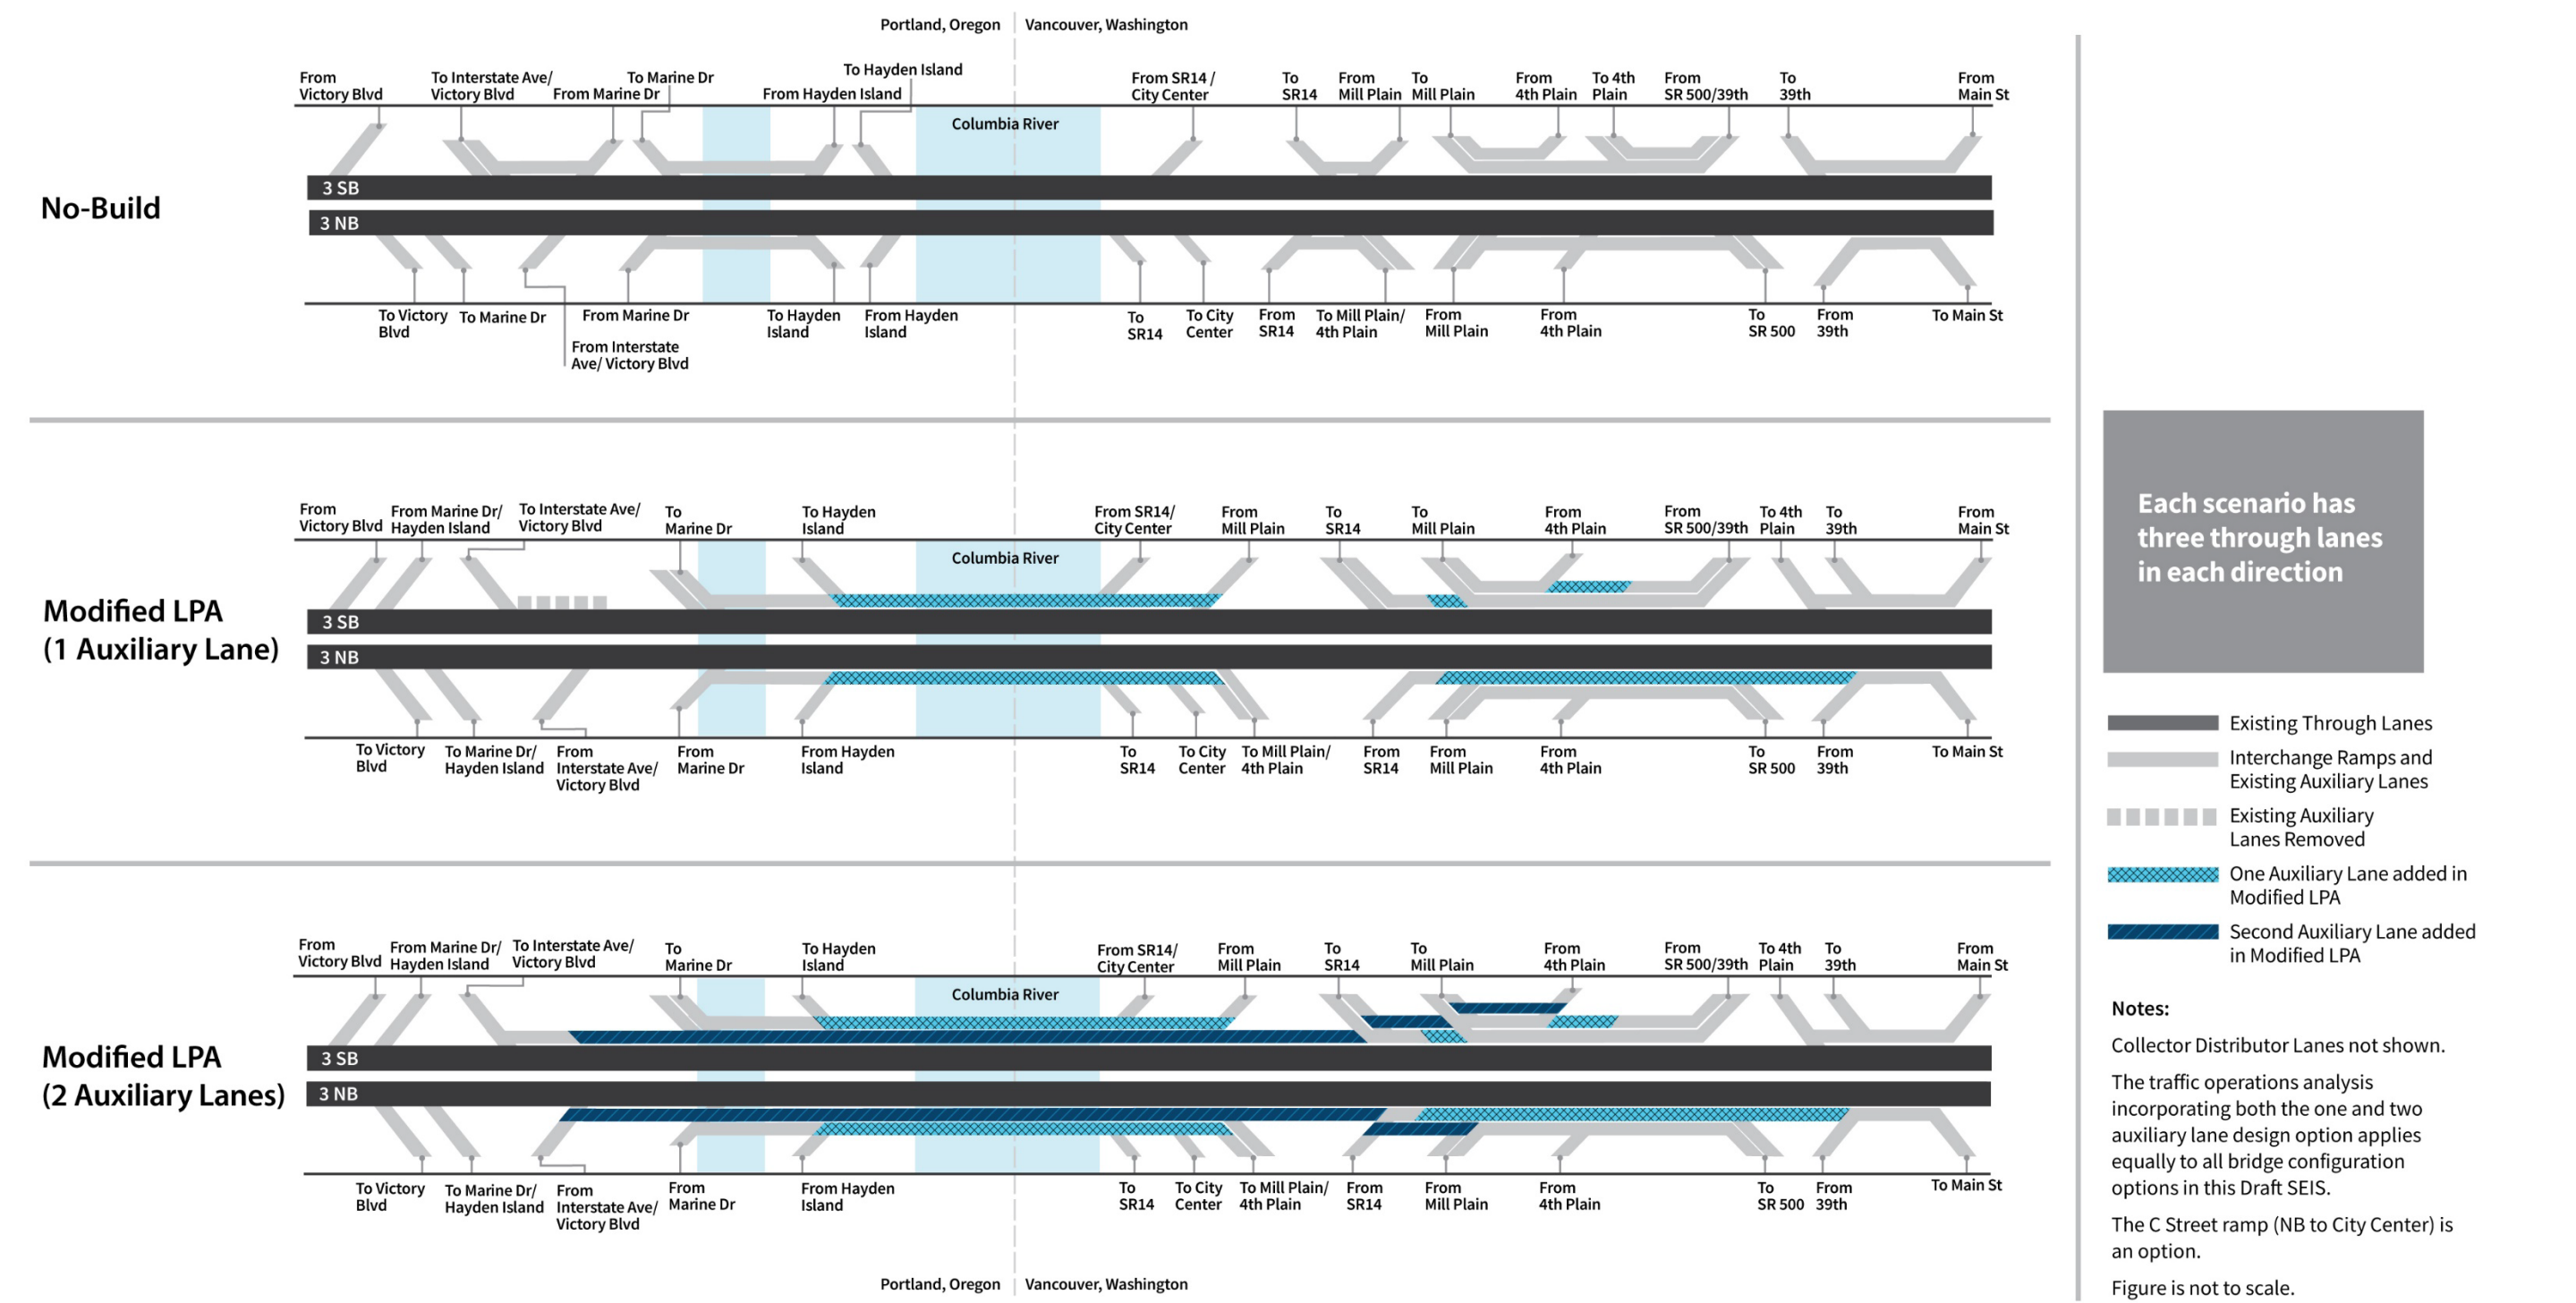 Portland, Oregon
Vancouver, Washington
From
Victory Blvd
To Interstate Ave/
Victory Blvd
From Marine Dr
To Marine Dr
From Hayden Island
To Hayden Island
From SR14 /
City Center
To
SR14
From
Mill Plain
To
Mill Plain
From
4th Plain
To 4th
Plain
From
SR 500/39th
To
39th
From
Main St
Columbia River
No-Build
3 SB
3 NB
To Victory
Blvd
To Marine Dr
From Interstate
Ave/ Victory Blvd
From Marine Dr
To Hayden
Island
From Hayden
Island
To
SR14
To City
Center
From
SR14
To Mill Plain/
4th Plain
From
Mill Plain
From
4th Plain
To
SR 500
From
39th
To Main St
From
Victory Blvd
From Marine Dr/
Hayden Island
To Interstate Ave/
Victory Blvd
To
Marine Dr
To Hayden
Island
From SR14/
City Center
From
Mill Plain
To
SR14
To
Mill Plain
From
4th Plain
From
SR 500/39th
To 4th
Plain
To
39th
From
Main St
Columbia River
Modified LPA
(1 Auxiliary Lane)
3 SB
3 NB
To Victory
Blvd
To Marine Dr/
Hayden Island
From
Interstate Ave/
Victory Blvd
From
Marine Dr
From Hayden
Island
To
SR14
To City
Center
To Mill Plain/
4th Plain
From
SR14
From
Mill Plain
From
4th Plain
To
SR 500
From
39th
To Main St
From
Victory Blvd
From Marine Dr/
Hayden Island
To Interstate Ave/
Victory Blvd
To
Marine Dr
To Hayden
Island
From SR14/
City Center
From
Mill Plain
To
SR14
To
Mill Plain
From
4th Plain
From
SR 500/39th
To 4th
Plain
To
39th
From
Main St
Columbia River
Modified LPA
(2 Auxiliary Lanes)
3 SB
3 NB
To Victory
Blvd
To Marine Dr/
Hayden Island
From
Interstate Ave/
Victory Blvd
From
Marine Dr
From Hayden
Island
To
SR14
To City
Center
To Mill Plain/
4th Plain
From
SR14
From
Mill Plain
From
4th Plain
To
SR 500
From
39th
To Main St
Portland, Oregon
Vancouver, Washington
Each scenario has
three through lanes
in each direction
Existing Through Lanes
Interchange Ramps and
Existing Auxiliary Lanes
Existing Auxiliary
Lanes Removed
One Auxiliary Lane added in
Modified LPA
Second Auxiliary Lane added
in Modified LPA
Notes:
Collector Distributor Lanes not shown.
The traffic operations analysis
incorporating both the one and two
auxiliary lane design option applies
equally to all bridge configuration
options in this Draft SEIS.
The C Street ramp (NB to City Center) is
an option.
Figure is not to scale.